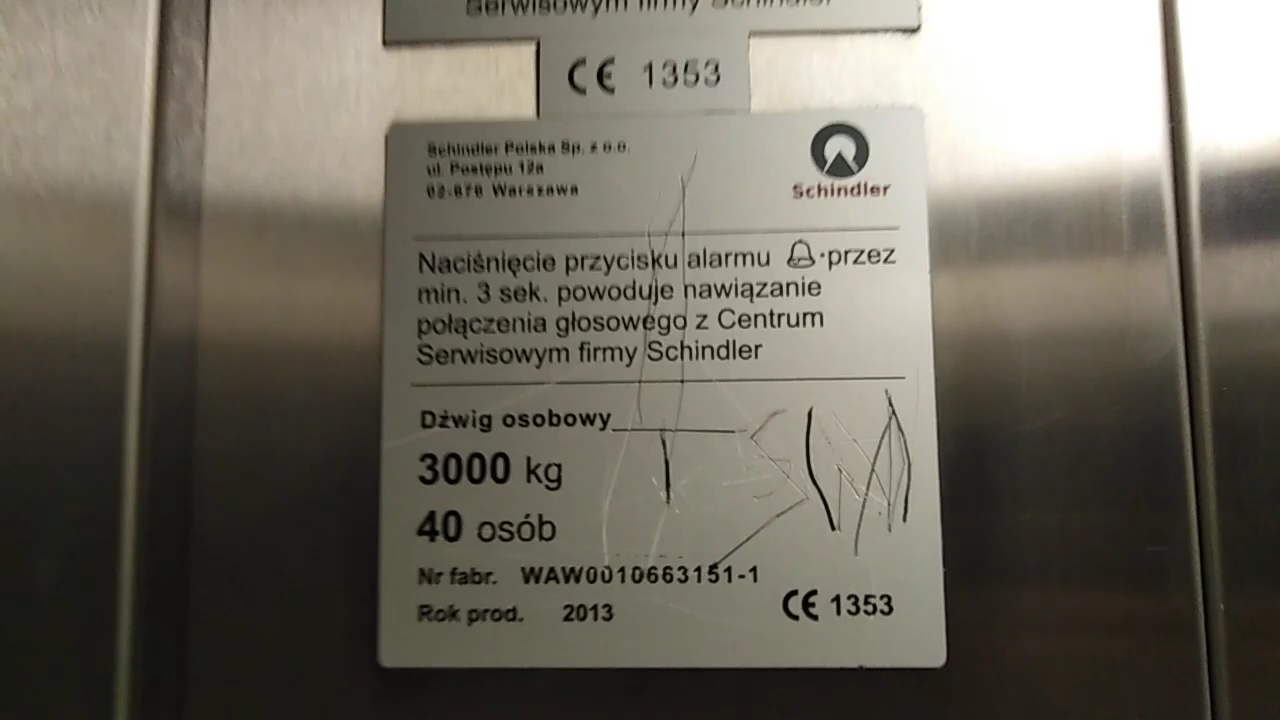 Serwisowym firmy Schindler
CE 1353
Schindler Polska Sp. z o.o.
ul. Postępu 12a
02-676 Warszawa
Schindler
Naciśnięcie przycisku alarmu przez
min. 3 sek. powoduje nawiązanie
połączenia głosowego z Centrum
Serwisowym firmy Schindler
Dźwig osobowy
3000 kg
40 osób
Nr fabr. WAW0010663151-1
Rok prod. 2013
CE 1353